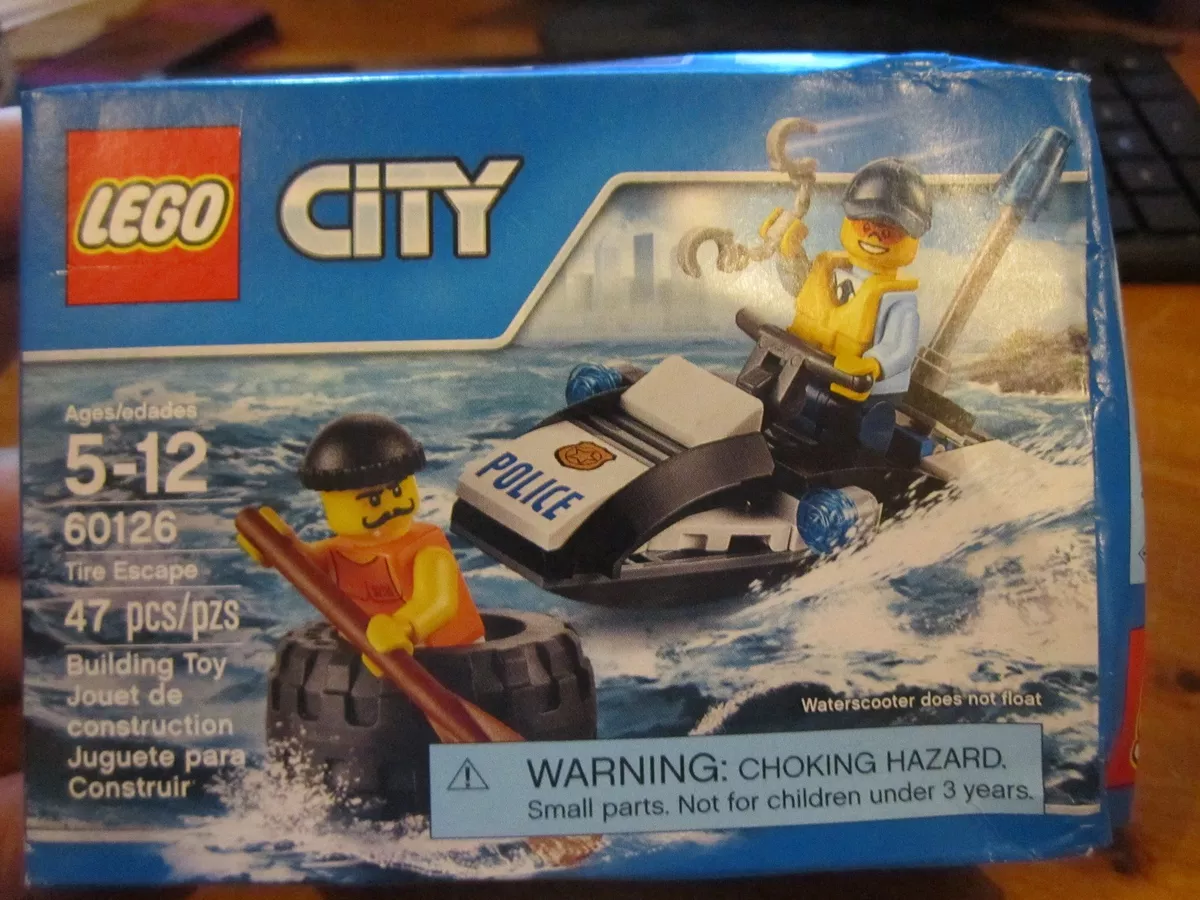 LEGO
CITY
Ages/edades
5-12
60126
Tire Escape
47 pcs/pzs
Building Toy
Jouet de
construction
Juguete para
Construir
POLICE
Waterscooter does not float
WARNING: CHOKING HAZARD.
Small parts. Not for children under 3 years.